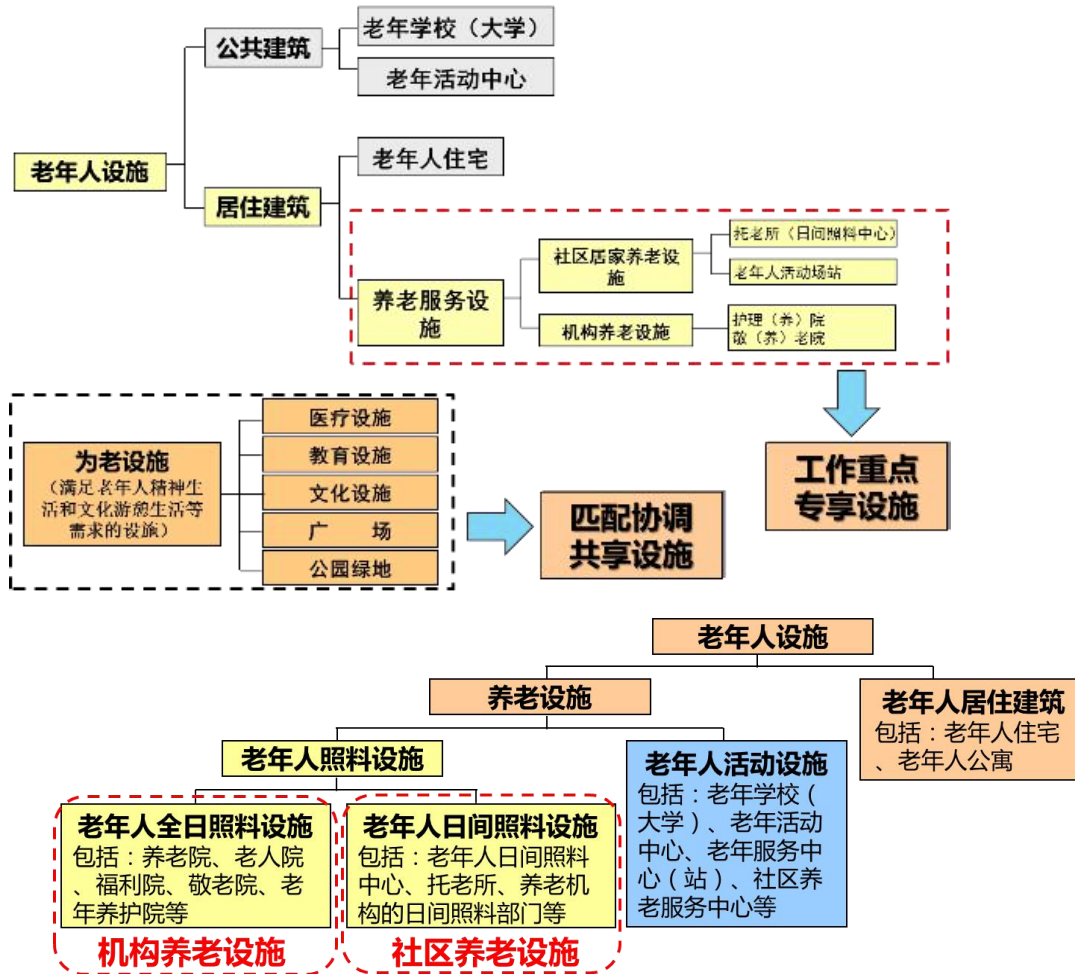 公共建筑
老年学校（大学）
老年活动中心
老年人设施
居住建筑
老年人住宅
养老服务设
施
社区居家养老设
施
托老所（日间照料中心）
老年人活动场站
机构养老设施
护理（养）院
敬（养）老院
为老设施
（满足老年人精神生
活和文化游憩生活等
需求的设施）
医疗设施
教育设施
文化设施
广 场
公园绿地
匹配协调
共享设施
工作重点
专享设施
老年人设施
养老设施
老年人居住建筑
包括：老年人住宅
、老年人公寓
老年人照料设施
老年人活动设施
包括：老年学校（
大学）、老年活动
中心、老年服务中
心（站）、社区养
老服务中心等
老年人全日照料设施
包括：养老院、老人院
、福利院、敬老院、老
年养护院等
机构养老设施
老年人日间照料设施
包括：老年人日间照料
中心、托老所、养老机
构的日间照料部门等
社区养老设施